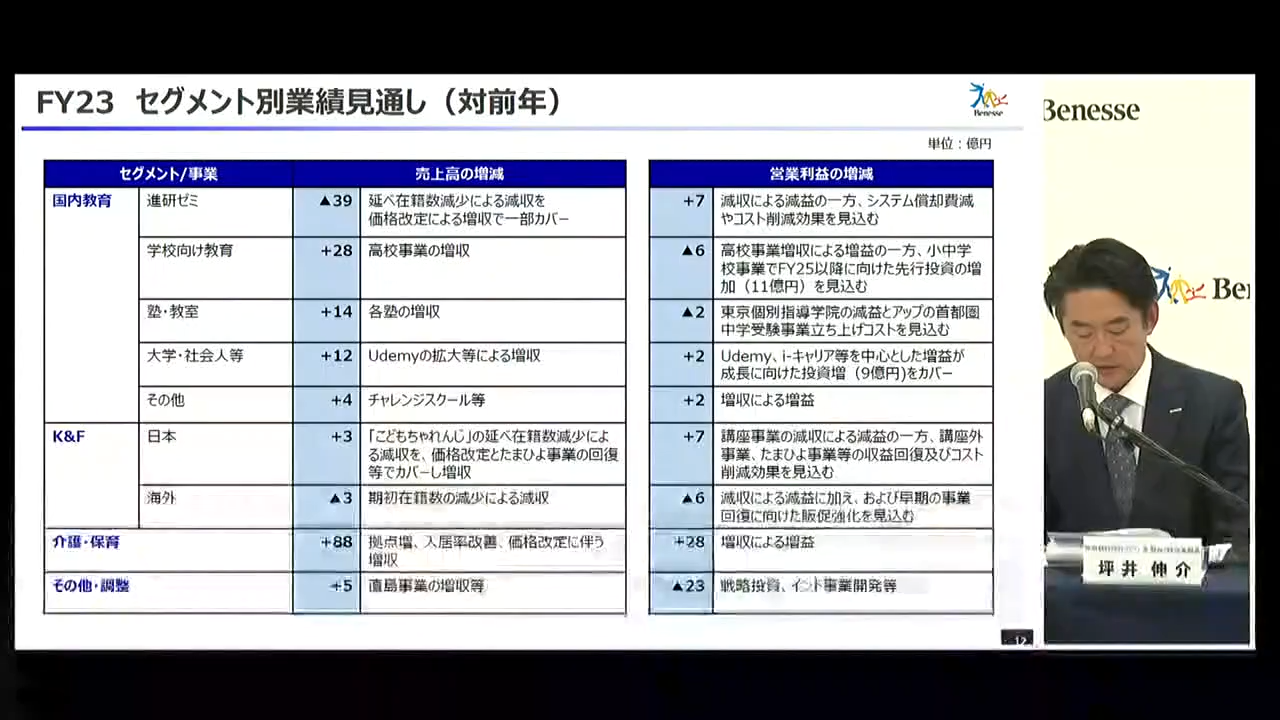 FY23 セグメント別業績見通し（対前年）
Benesse
単位：億円
セグメント/事業 売上高の増減 営業利益の増減
国内教育 進研ゼミ ▲39 延べ在籍数減少による減収を
価格改定による増収で一部カバー
+7 減収による減益の一方、システム償却費減
やコスト削減効果を見込む
学校向け教育 +28 高校事業の増収
▲6 高校事業増収による増益の一方、小中学
校事業でFY25以降に向けた先行投資の増
加（11億円）を見込む
塾・教室 +14 各塾の増収
▲2 東京個別指導学院の減益とアップの首都圏
中学受験事業立ち上げコストを見込む
大学・社会人等 +12 Udemyの拡大等による増収
+2 Udemy、i-キャリア等を中心とした増益が
成長に向けた投資増（9億円)をカバー
その他 +4 チャレンジスクール等
+2 増収による増益
K&F 日本 +3 「こどもちゃれんじ」の延べ在籍数減少によ
る減収を、価格改定とたまひよ事業の回復
等でカバーし増収
+7 講座事業の減収による減益の一方、講座外
事業、たまひよ事業等の収益回復及びコスト
削減効果を見込む
海外 ▲3 期初在籍数の減少による減収
▲6 減収による減益に加え、および早期の事業
回復に向けた販促強化を見込む
介護・保育 +88 拠点増、入居率改善、価格改定に伴う
増収
+28 増収による増益
その他・調整 +5 直島事業の増収等
▲23 戦略投資、インド事業開発等
12
Benesse
Be
坪井伸介